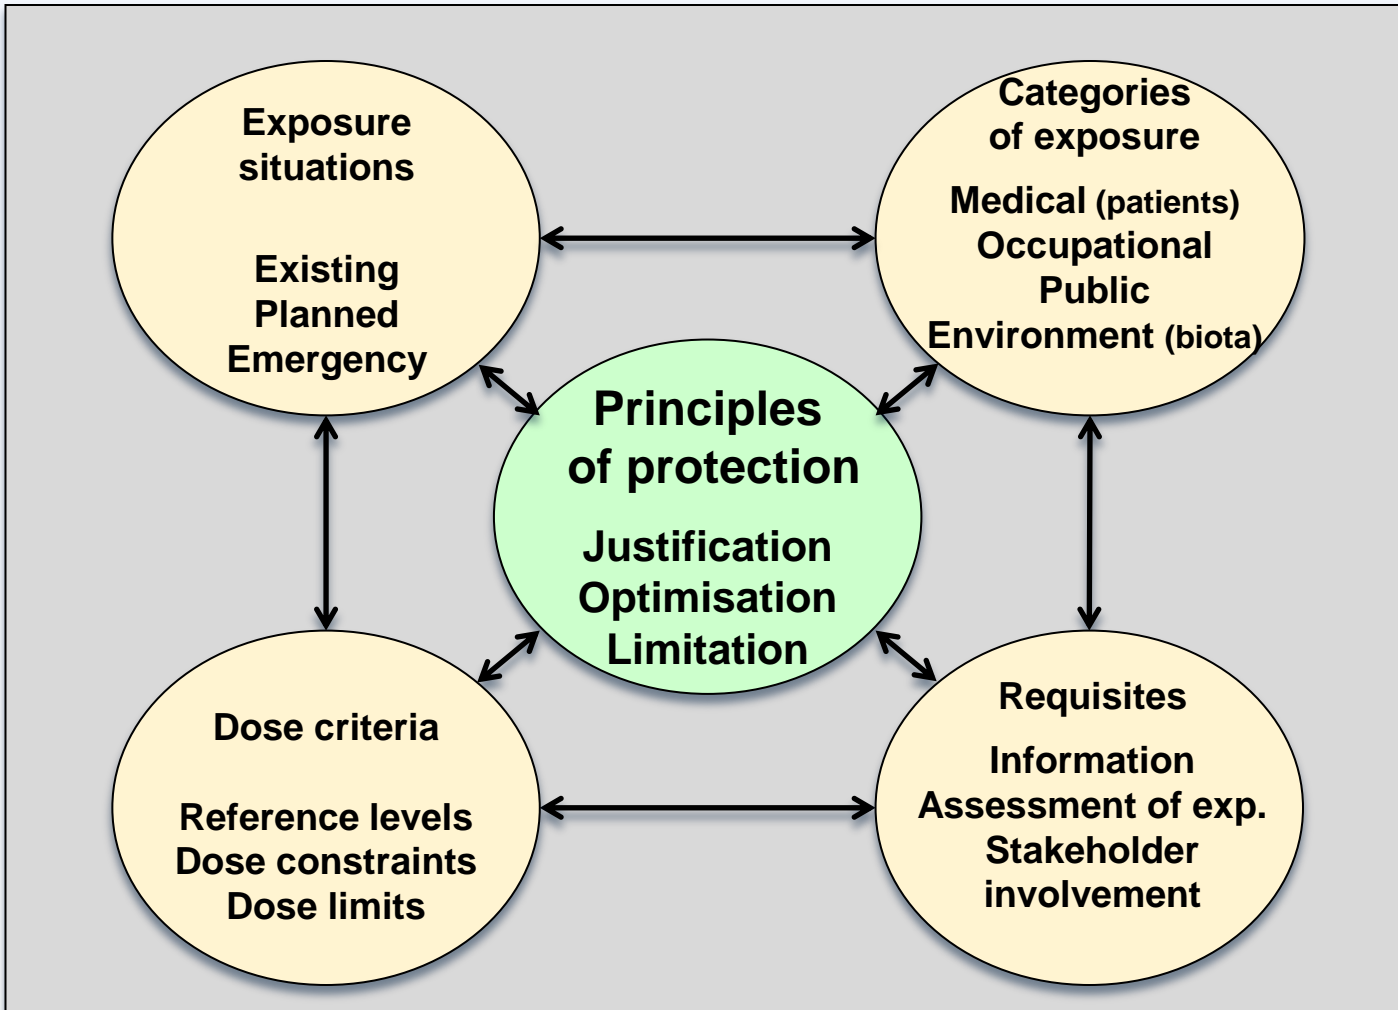 Exposure
situations
Existing
Planned
Emergency
Categories
of exposure
Medical (patients)
Occupational
Public
Environment (biota)
Principles
of protection
Justification
Optimisation
Limitation
Dose criteria
Reference levels
Dose constraints
Dose limits
Requisites
Information
Assessment of exp.
Stakeholder
involvement